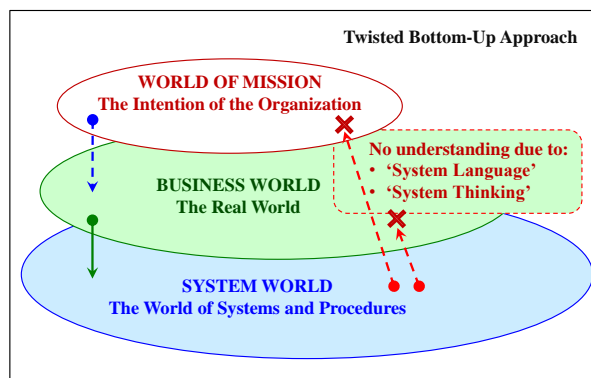 Twisted Bottom-Up Approach
WORLD OF MISSION
The Intention of the Organization
No understanding due to:
• ‘System Language’
• ‘System Thinking’
BUSINESS WORLD
The Real World
SYSTEM WORLD
The World of Systems and Procedures